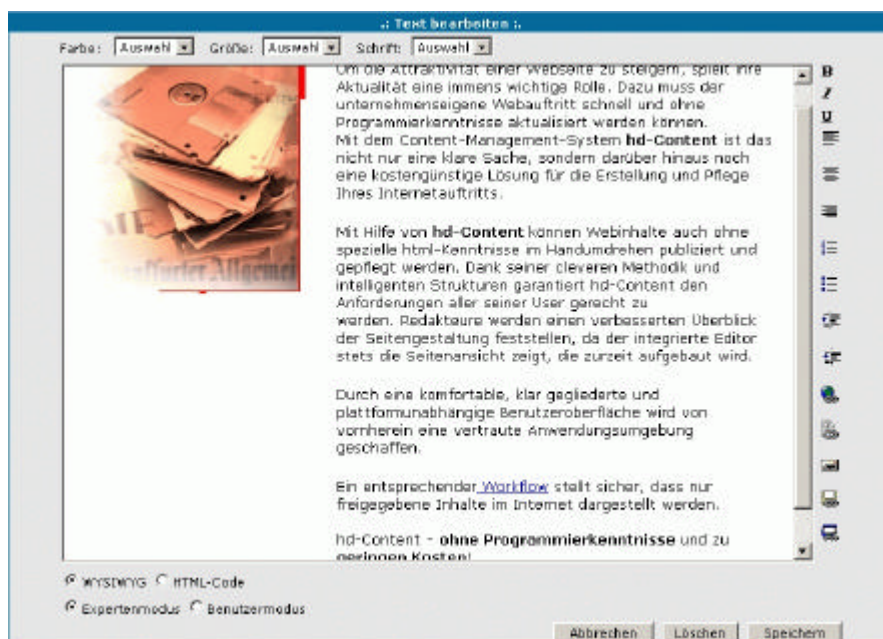 .: Text bearbeiten :.
Farbe: Auswahl Größe: Auswahl Schrift: Auswahl
Um die Attraktivität einer Webseite zu steigern, spielt ihre
Aktualität eine immens wichtige Rolle. Dazu muss der
unternehmenseigene Webauftritt schnell und ohne
Programmierkenntnisse aktualisiert werden können.
Mit dem Content-Management-System hd-Content ist das
nicht nur eine klare Sache, sondern darüber hinaus noch
eine kostengünstige Lösung für die Erstellung und Pflege
Ihres Internetauftritts.
Mit Hilfe von hd-Content können Webinhalte auch ohne
spezielle html-Kenntnisse im Handumdrehen publiziert und
gepflegt werden. Dank seiner cleveren Methodik und
intelligenten Strukturen garantiert hd-Content den
Anforderungen aller seiner User gerecht zu
werden. Redakteure werden einen verbesserten Überblick
der Seitengestaltung feststellen, da der integrierte Editor
stets die Seitenansicht zeigt, die zurzeit aufgebaut wird.
Durch eine komfortable, klar gegliederte und
plattformunabhängige Benutzeroberfläche wird von
vornherein eine vertraute Anwendungsumgebung
geschaffen.
Ein entsprechender Workflow stellt sicher, dass nur
freigegebene Inhalte im Internet dargestellt werden.
hd-Content - ohne Programmierkenntnisse und zu
geringen Kosten!
B
I
U
WYSIWYG HTML-Code
Expertenmodus Benutzermodus
Abbrechen Löschen Speichern